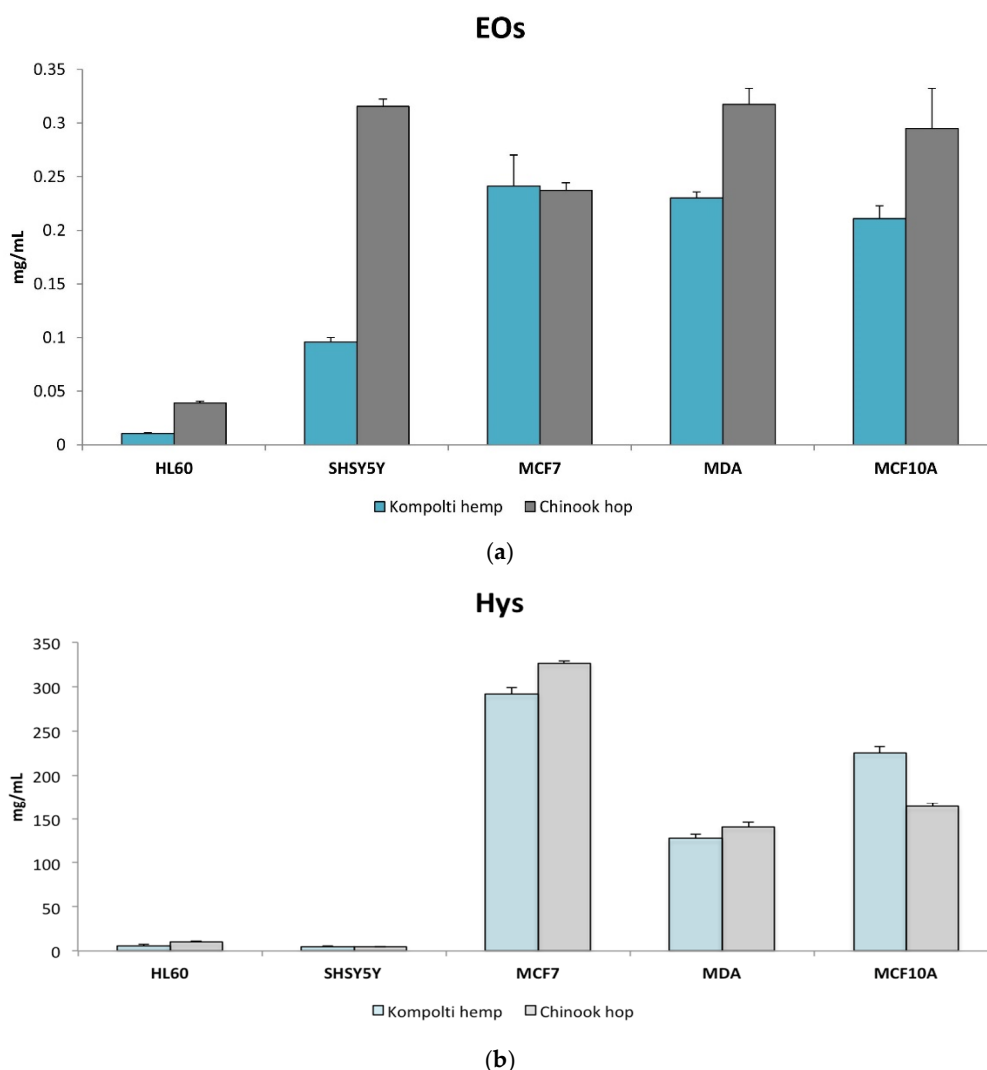 EOs
0.35
0.3
0.25
0.2
0.15
0.1
0.05
0
mg/mL
HL60 SHSY5Y MCF7 MDA MCF10A
Kompolti hemp Chinook hop
(a)
Hys
350
300
250
200
150
100
50
0
mg/mL
HL60 SHSY5Y MCF7 MDA MCF10A
Kompolti hemp Chinook hop
(b)